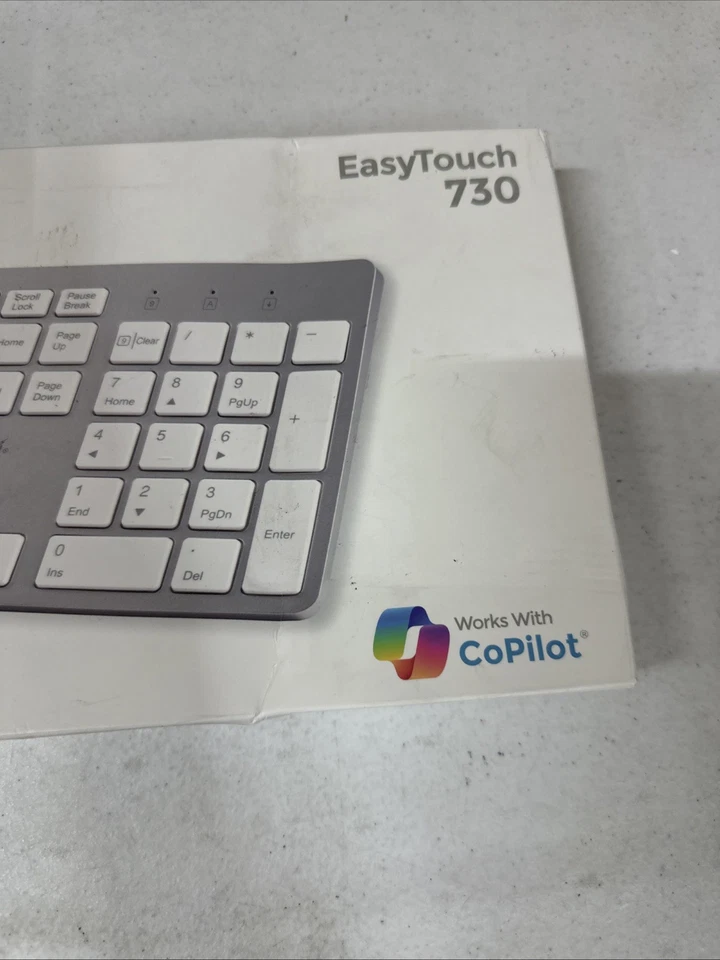 EasyTouch
730
Scroll
Lock
Pause
Break
Home
Page
Up
Clear
/
*
−
Page
Down
7
Home
8
▲
9
PgUp
+
4
◀
5
6
▶
1
End
2
▼
3
PgDn
Enter
0
Ins
.
Del
Works With
CoPilot®